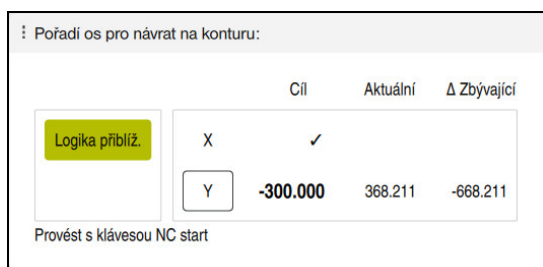 Pořadí os pro návrat na konturu:
Cíl Aktuální Δ Zbývající
Logika přiblíž. X ✓
Y -300.000 368.211 -668.211
Provést s klávesou NC start